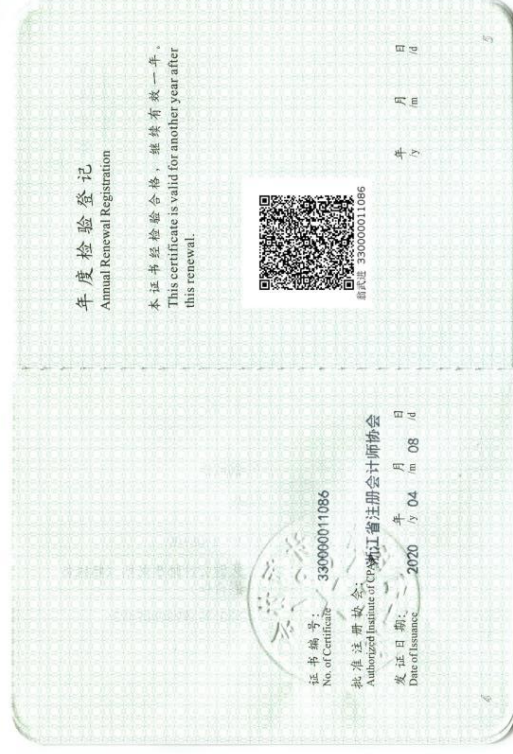 年度检验登记
Annual Renewal Registration
本证书经检验合格，继续有效一年。
This certificate is valid for another year after
this renewal.
330000011086
年 月 日
/y /m /d
5
证书编号： 330000011086
No. of Certificate
批准注册协会： 浙江省注册会计师协会
Authorized Institute of CPAs
发证日期： 2020 年 04 月 08 日
Date of Issuance /y /m /d